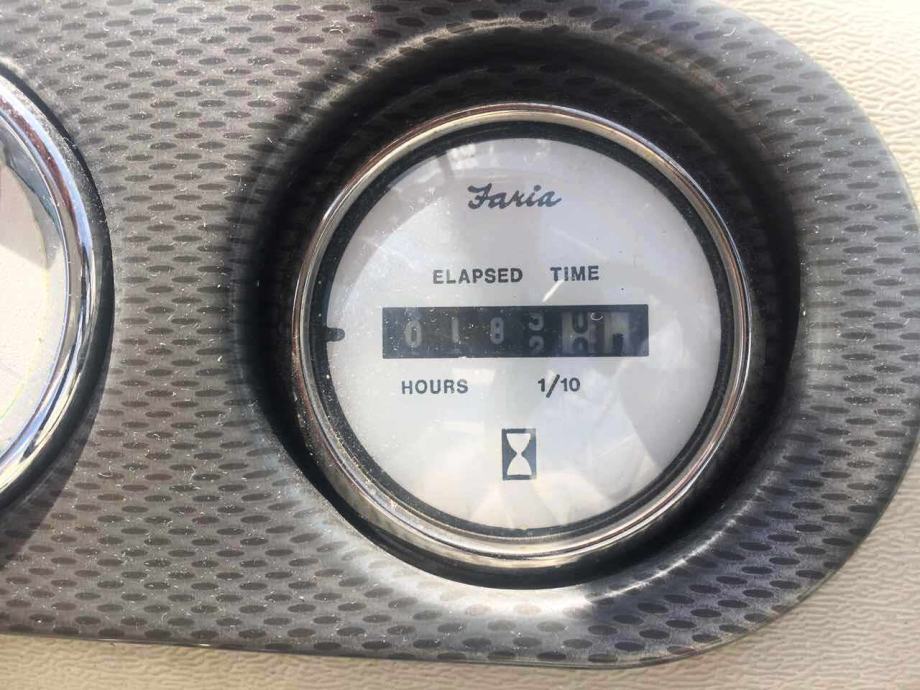 Faria
ELAPSED TIME
018
HOURS 1/10